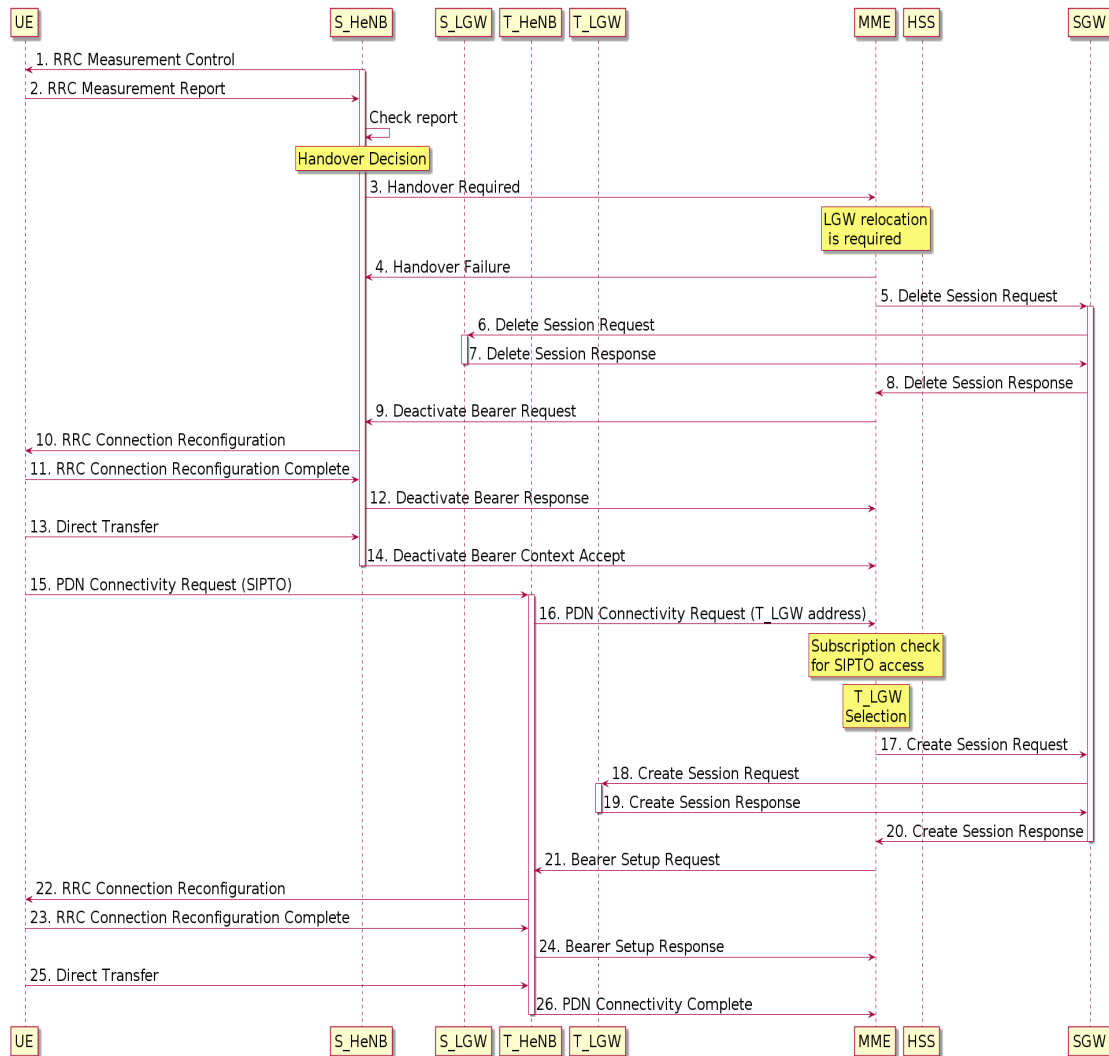 UE S_HeNB S_LGW T_HeNB T_LGW MME HSS SGW
1. RRC Measurement Control
2. RRC Measurement Report
Check report
Handover Decision
3. Handover Required
LGW relocation
is required
4. Handover Failure
5. Delete Session Request
6. Delete Session Request
7. Delete Session Response
8. Delete Session Response
9. Deactivate Bearer Request
10. RRC Connection Reconfiguration
11. RRC Connection Reconfiguration Complete
12. Deactivate Bearer Response
13. Direct Transfer
14. Deactivate Bearer Context Accept
15. PDN Connectivity Request (SIPTO)
16. PDN Connectivity Request (T_LGW address)
Subscription check
for SIPTO access
T_LGW
Selection
17. Create Session Request
18. Create Session Request
19. Create Session Response
20. Create Session Response
21. Bearer Setup Request
22. RRC Connection Reconfiguration
23. RRC Connection Reconfiguration Complete
24. Bearer Setup Response
25. Direct Transfer
26. PDN Connectivity Complete
UE S_HeNB S_LGW T_HeNB T_LGW MME HSS SGW